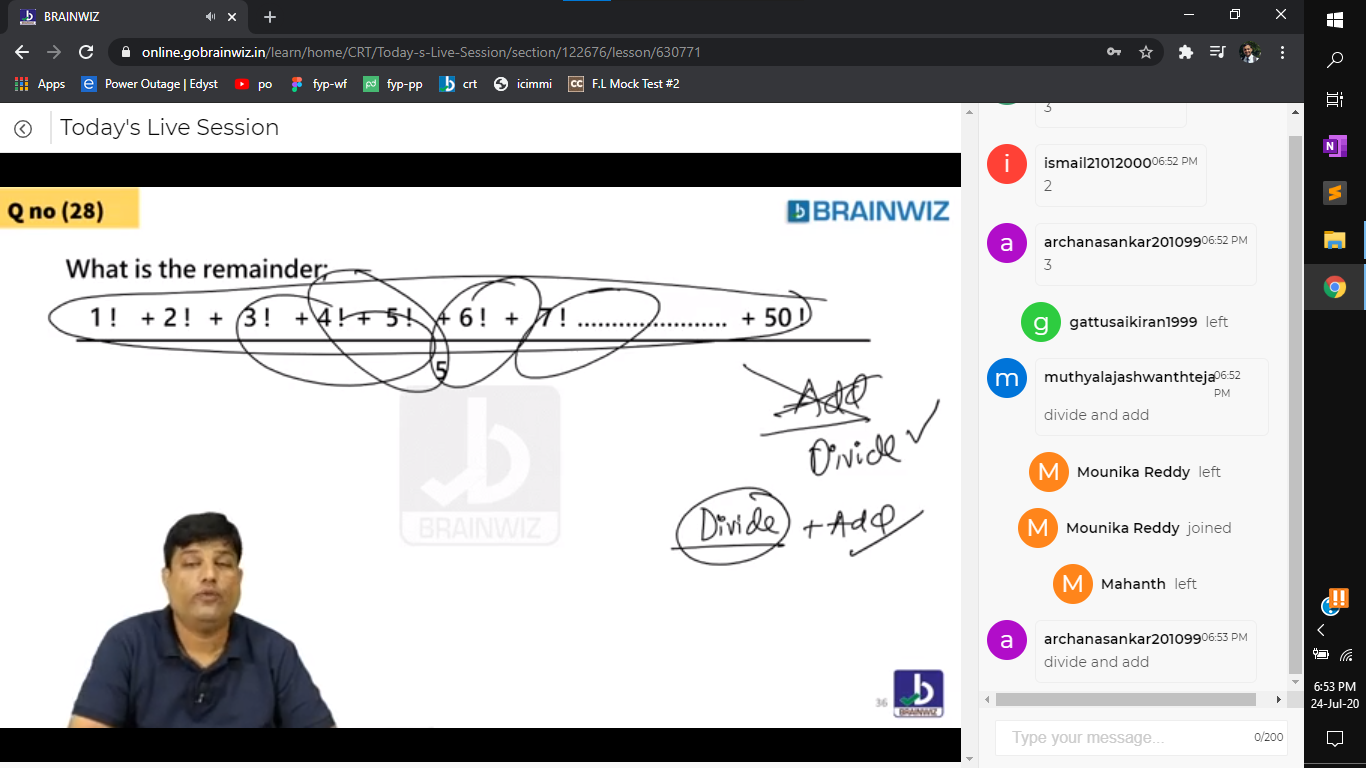 BRAINWIZ
online.gobrainwiz.in/learn/home/CRT/Today-s-Live-Session/section/122676/lesson/630771
Apps
Power Outage | Edyst
po
fyp-wf
fyp-pp
crt
icimmi
F.L Mock Test #2
Today's Live Session
Q no (28)
BRAINWIZ
What is the remainder;
1! + 2! + 3! + 4! + 5! + 6! + 7! ...................... + 50!
5
Add
Divide
Divide + Add
BRAINWIZ
36
BRAINWIZ
3
i
ismail21012000 06:52 PM
2
a
archanasankar201099 06:52 PM
3
g
gattusaikiran1999 left
m
muthyalajashwanthteja 06:52 PM
divide and add
M
Mounika Reddy left
M
Mounika Reddy joined
M
Mahanth left
a
archanasankar201099 06:53 PM
divide and add
Type your message...
0/200
6:53 PM
24-Jul-20